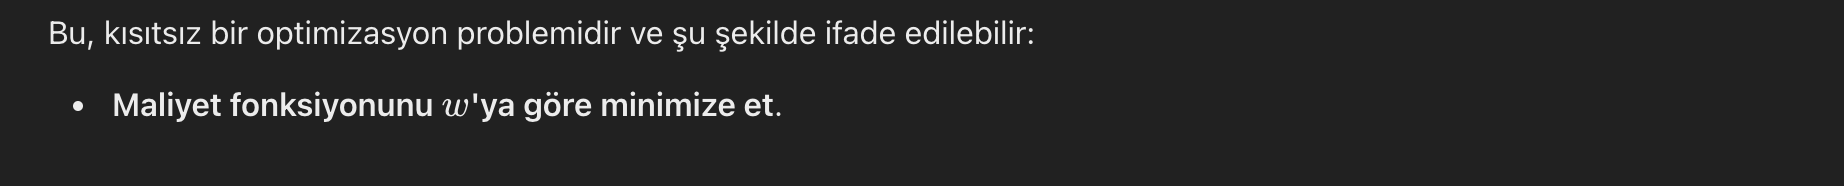 Bu, kısıtsız bir optimizasyon problemidir ve şu şekilde ifade edilebilir:
• Maliyet fonksiyonunu w'ya göre minimize et.